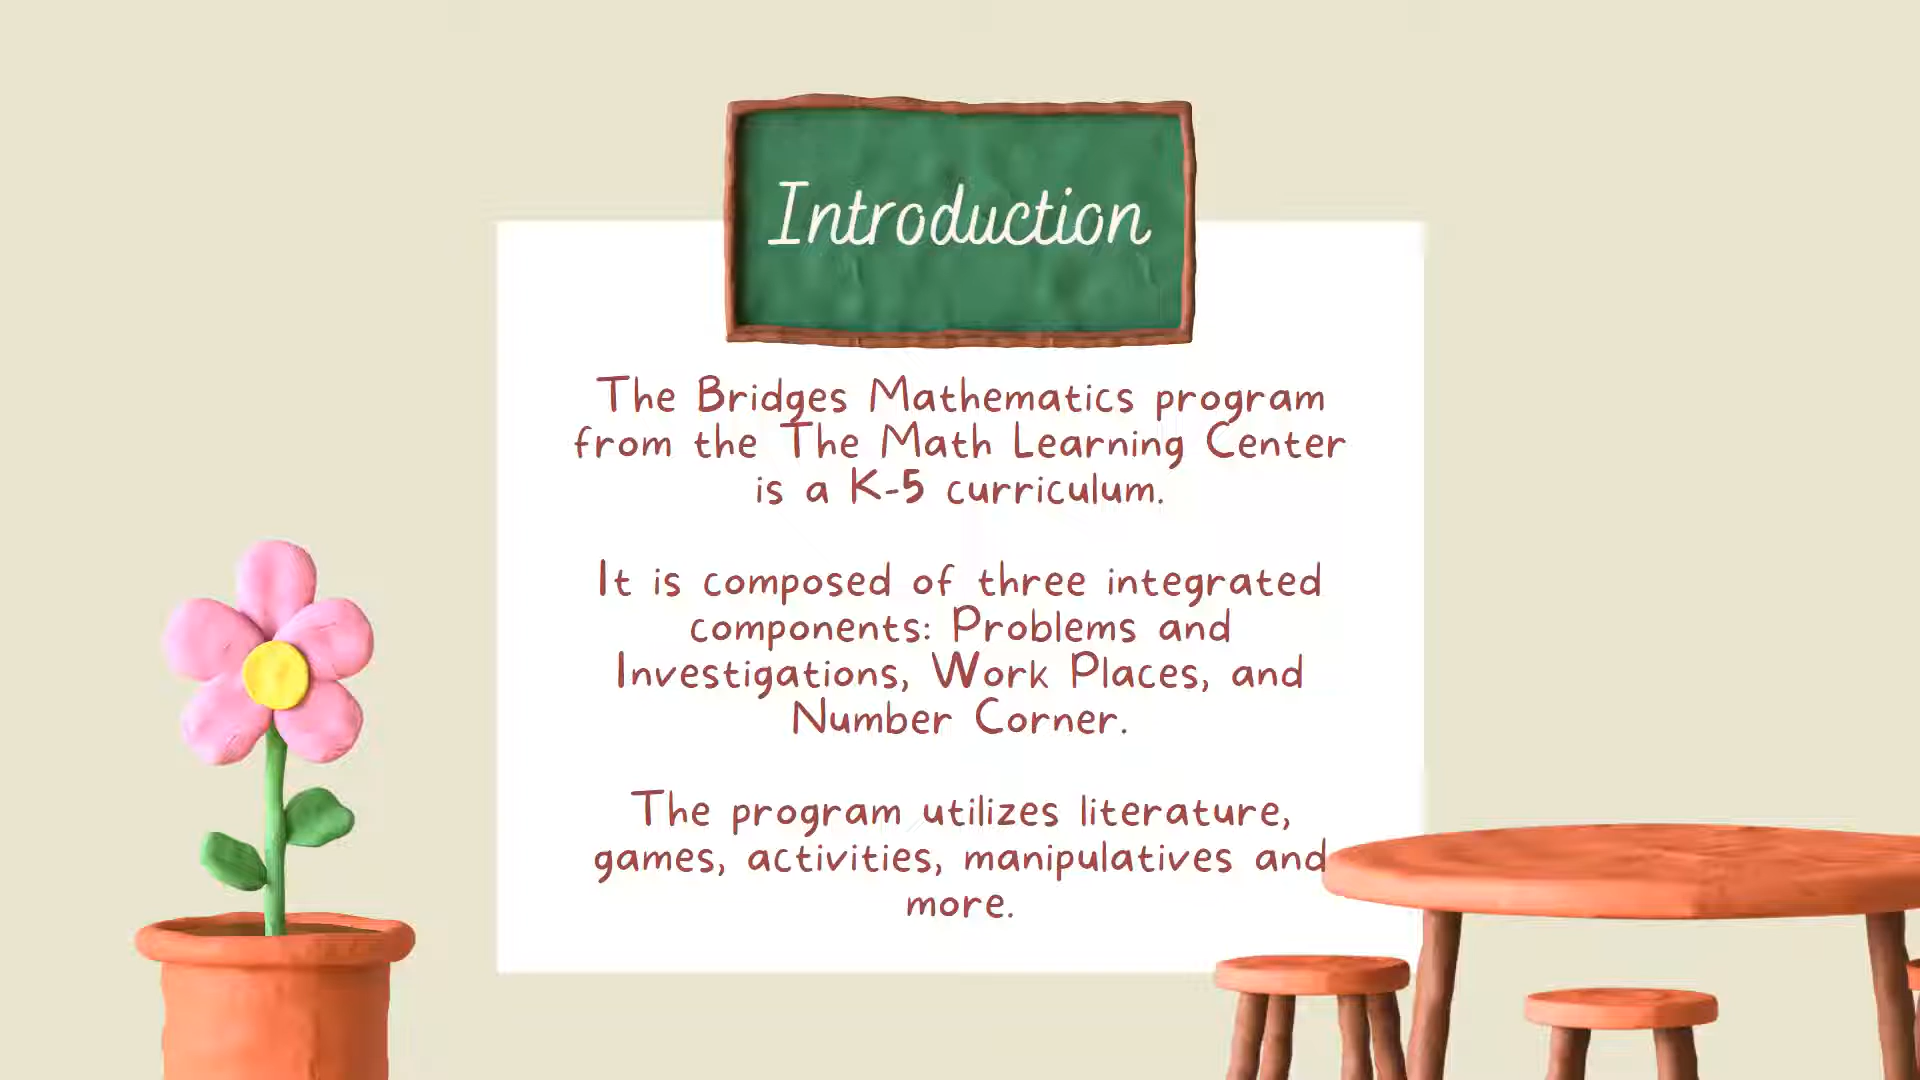 Introduction
The Bridges Mathematics program
from the The Math Learning Center
is a K-5 curriculum.
It is composed of three integrated
components: Problems and
Investigations, Work Places, and
Number Corner.
The program utilizes literature,
games, activities, manipulatives and
more.